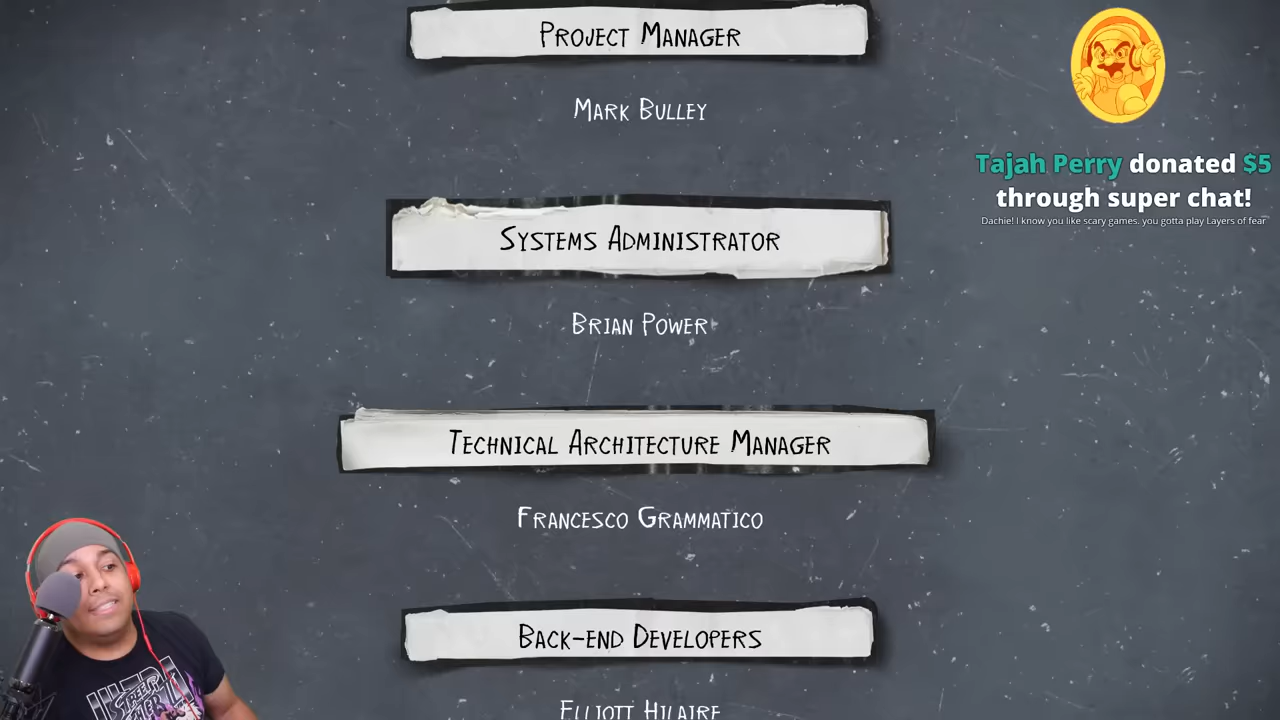 Project Manager
Mark Bulley
Tajah Perry donated $5
through super chat!
Dachie! I know you like scary games. you gotta play Layers of fear
Systems Administrator
Brian Power
Technical Architecture Manager
Francesco Grammatico
Back-end Developers
Elliott Hilaire
Street